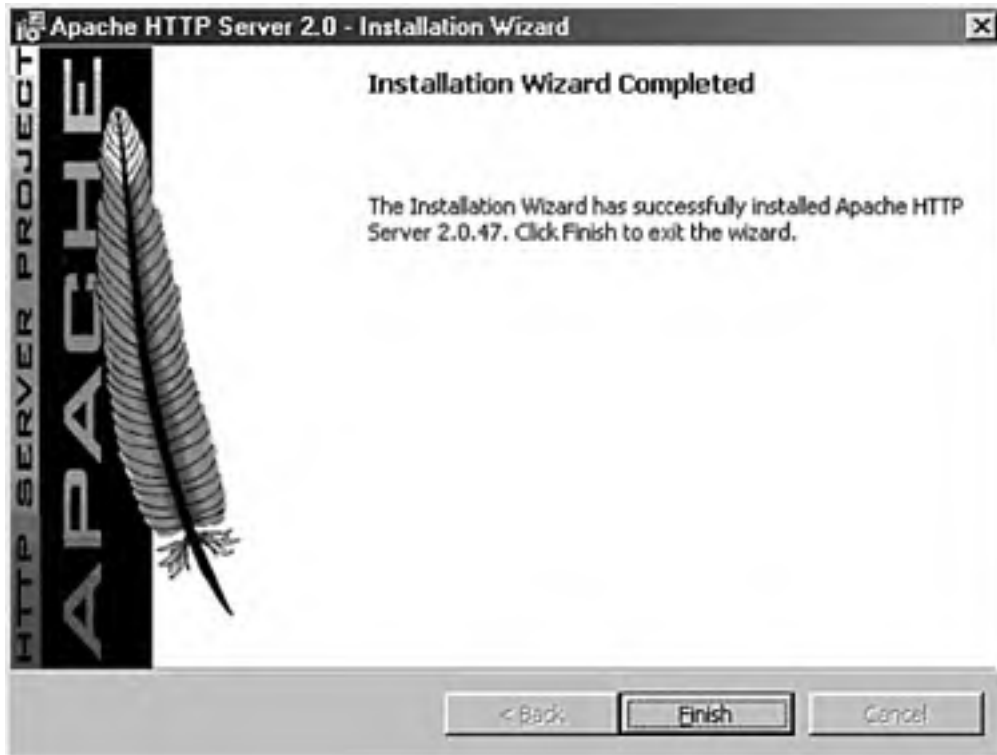 Apache HTTP Server 2.0 - Installation Wizard
HTTP SERVER PROJECT
APACHE
Installation Wizard Completed
The Installation Wizard has successfully installed Apache HTTP
Server 2.0.47. Click Finish to exit the wizard.
< Back
Finish
Cancel